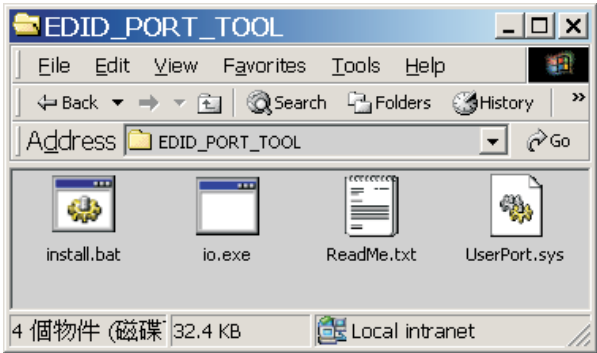 EDID_PORT_TOOL
File Edit View Favorites Tools Help
Back Search Folders History »
Address EDID_PORT_TOOL Go
install.bat io.exe ReadMe.txt UserPort.sys
4 個物件 (磁碟 32.4 KB Local intranet